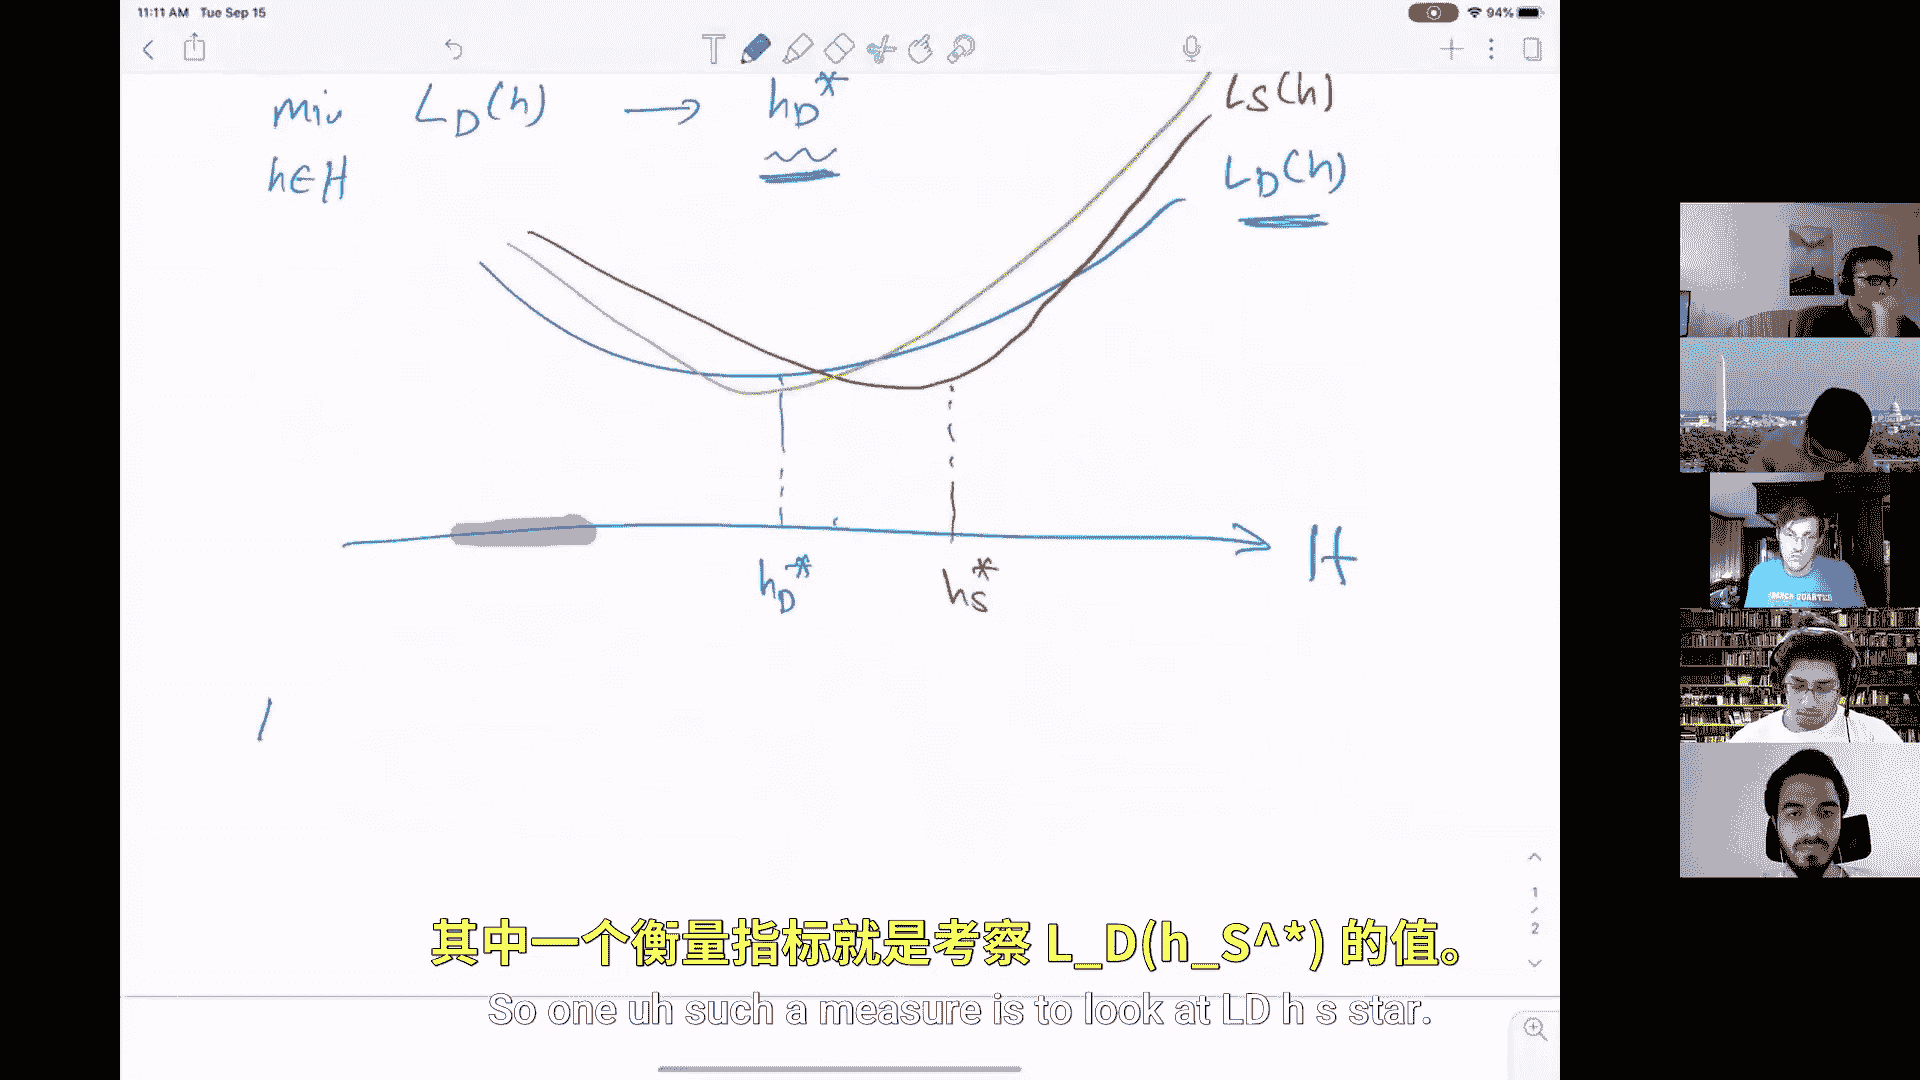 11:11 AM Tue Sep 15
94%
T
min L_D(h) → h_D^*
h∈H
L_S(h)
L_D(h)
H
h_D^*
h_S^*
1
2
其中一个衡量指标就是考察 L_D(h_S^*) 的值。
So one uh such a measure is to look at LD h s star.